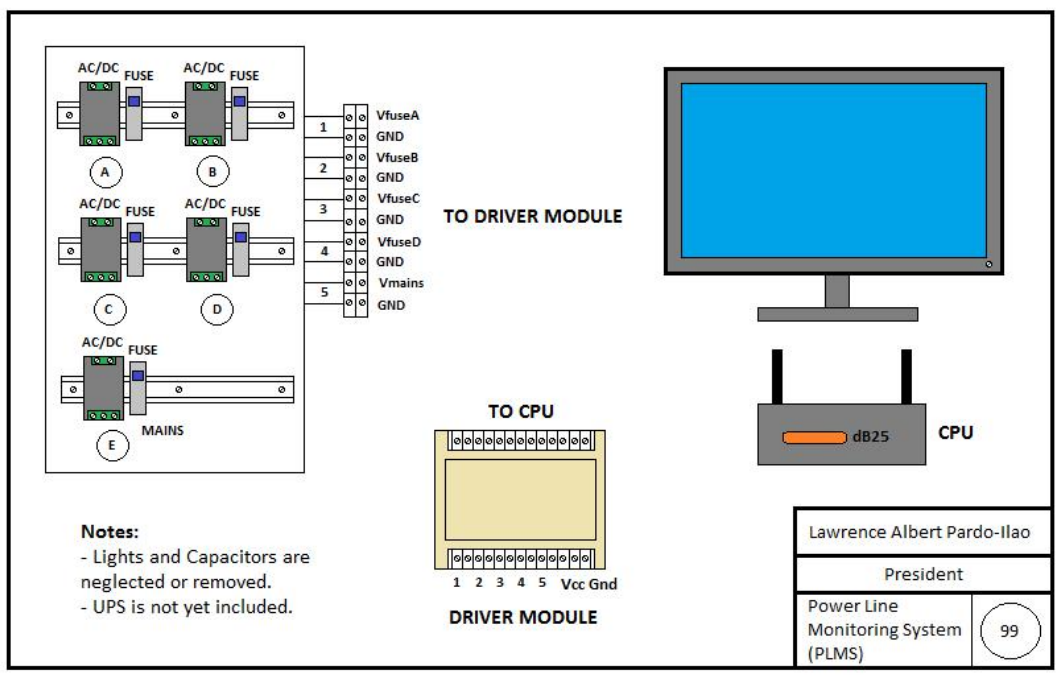 AC/DC FUSE AC/DC FUSE
A B
AC/DC FUSE AC/DC FUSE
C D
AC/DC FUSE
MAINS
E
1
2
3
4
5
VfuseA
GND
VfuseB
GND
VfuseC
GND
VfuseD
GND
Vmains
GND
TO DRIVER MODULE
TO CPU
1 2 3 4 5 Vcc Gnd
DRIVER MODULE
dB25
CPU
Notes:
- Lights and Capacitors are
neglected or removed.
- UPS is not yet included.
Lawrence Albert Pardo-Ilao
President
Power Line
Monitoring System
(PLMS)
99